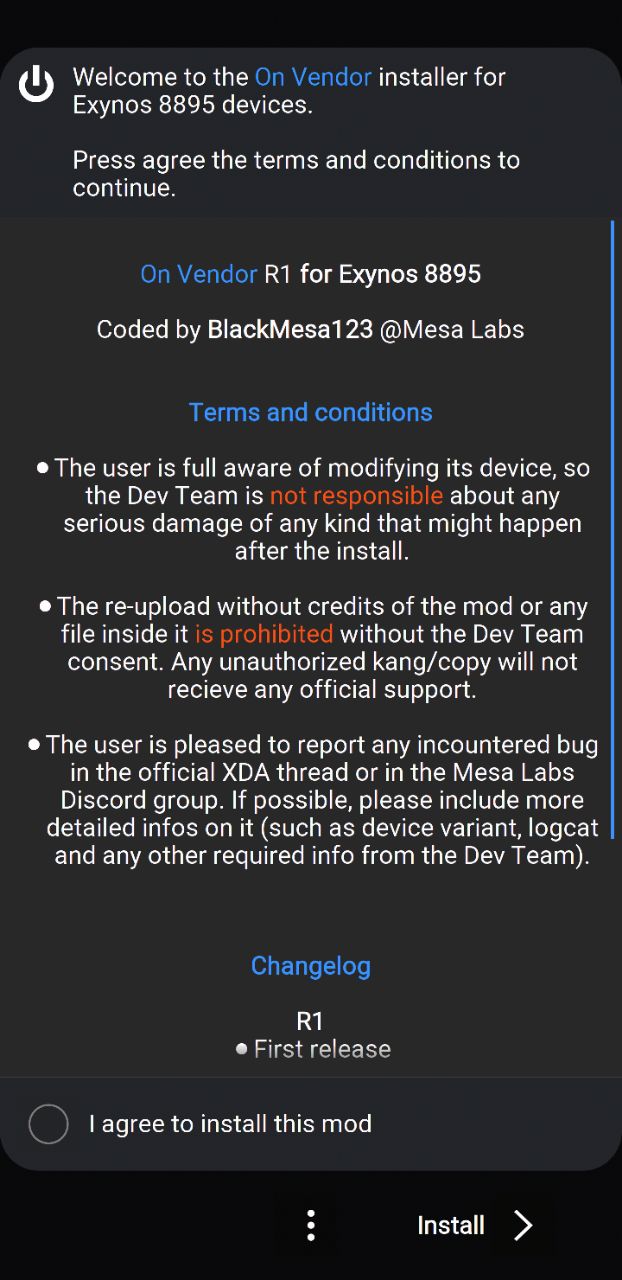 Welcome to the On Vendor installer for
Exynos 8895 devices.
Press agree the terms and conditions to
continue.
On Vendor R1 for Exynos 8895
Coded by BlackMesa123 @Mesa Labs
Terms and conditions
● The user is full aware of modifying its device, so
the Dev Team is not responsible about any
serious damage of any kind that might happen
after the install.
● The re-upload without credits of the mod or any
file inside it is prohibited without the Dev Team
consent. Any unauthorized kang/copy will not
recieve any official support.
● The user is pleased to report any incountered bug
in the official XDA thread or in the Mesa Labs
Discord group. If possible, please include more
detailed infos on it (such as device variant, logcat
and any other required info from the Dev Team).
Changelog
R1
● First release
I agree to install this mod
Install